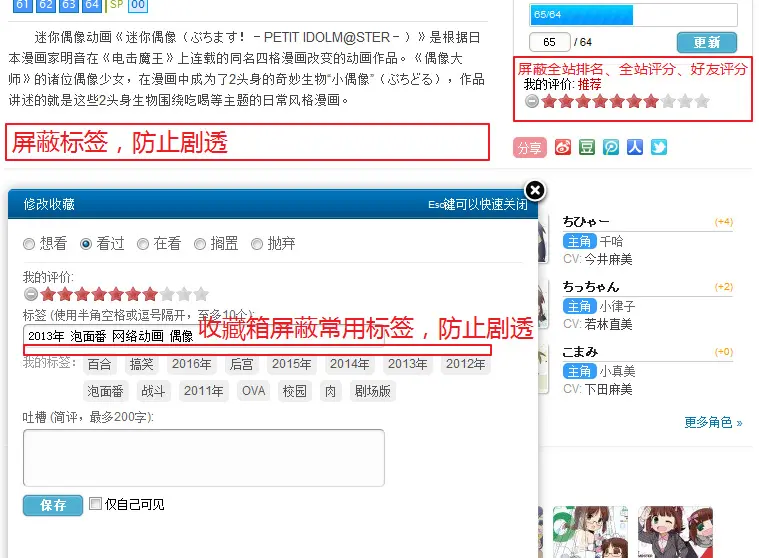 61 62 63 64 SP 00
迷你偶像动画《迷你偶像（ぷちます！－PETIT IDOLM@STER－）》是根据日
本漫画家明音在《电击魔王》上连载的同名四格漫画改变的动画作品。《偶像大
师》的诸位偶像少女，在漫画中成为了2头身的奇妙生物“小偶像”（ぷちどる），作品
讲述的就是这些2头身生物围绕吃喝等主题的日常风格漫画。
屏蔽标签，防止剧透
65/64
65 / 64 更新
屏蔽全站排名、全站评分、好友评分
我的评价: 推荐
分享
豆
人
修改收藏 Esc键可以快速关闭
想看 看过 在看 搁置 抛弃
我的评价:
标签 (使用半角空格或逗号隔开，至多10个):
2013年 泡面番 网络动画 偶像
收藏箱屏蔽常用标签，防止剧透
我的标签： 百合 搞笑 2016年 后宫 2015年 2014年 2013年 2012年
泡面番 战斗 2011年 OVA 校园 肉 剧场版
吐槽 (简评，最多200字):
保存 仅自己可见
ちひゃー (+4)
主角 千哈
CV: 今井麻美
ちっちゃん (+2)
主角 小律子
CV: 若林直美
こまみ (+0)
主角 小真美
CV: 下田麻美
更多角色 »